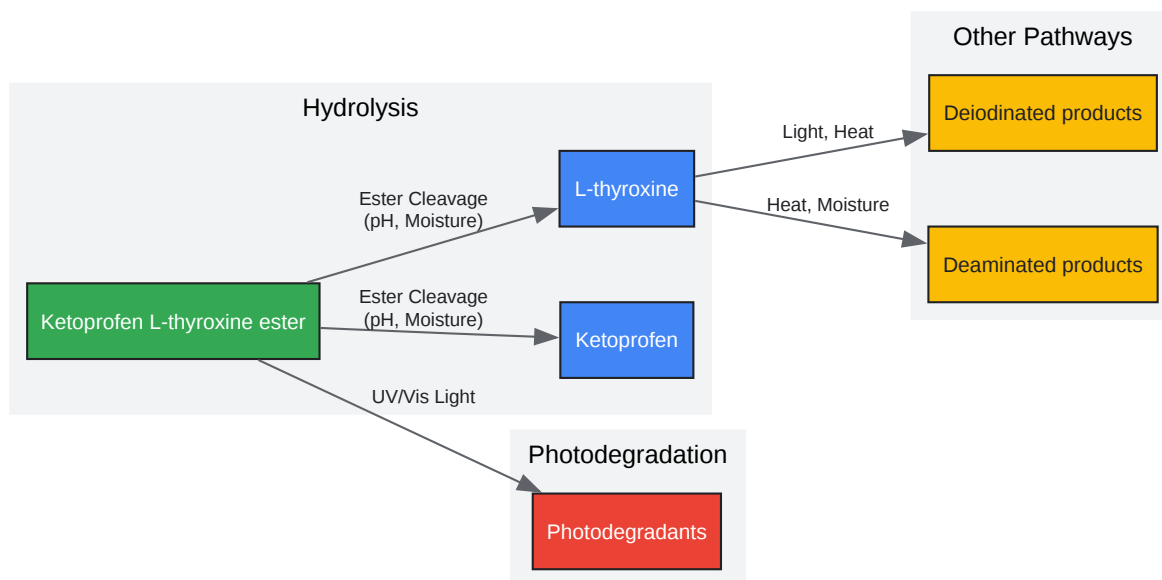 Other Pathways
Deiodinated products
Hydrolysis
Light, Heat
L-thyroxine
Ester Cleavage
(pH, Moisture)
Heat, Moisture
Deaminated products
Ester Cleavage
(pH, Moisture)
Ketoprofen L-thyroxine ester
Ketoprofen
UV/Vis Light
Photodegradation
Photodegradants